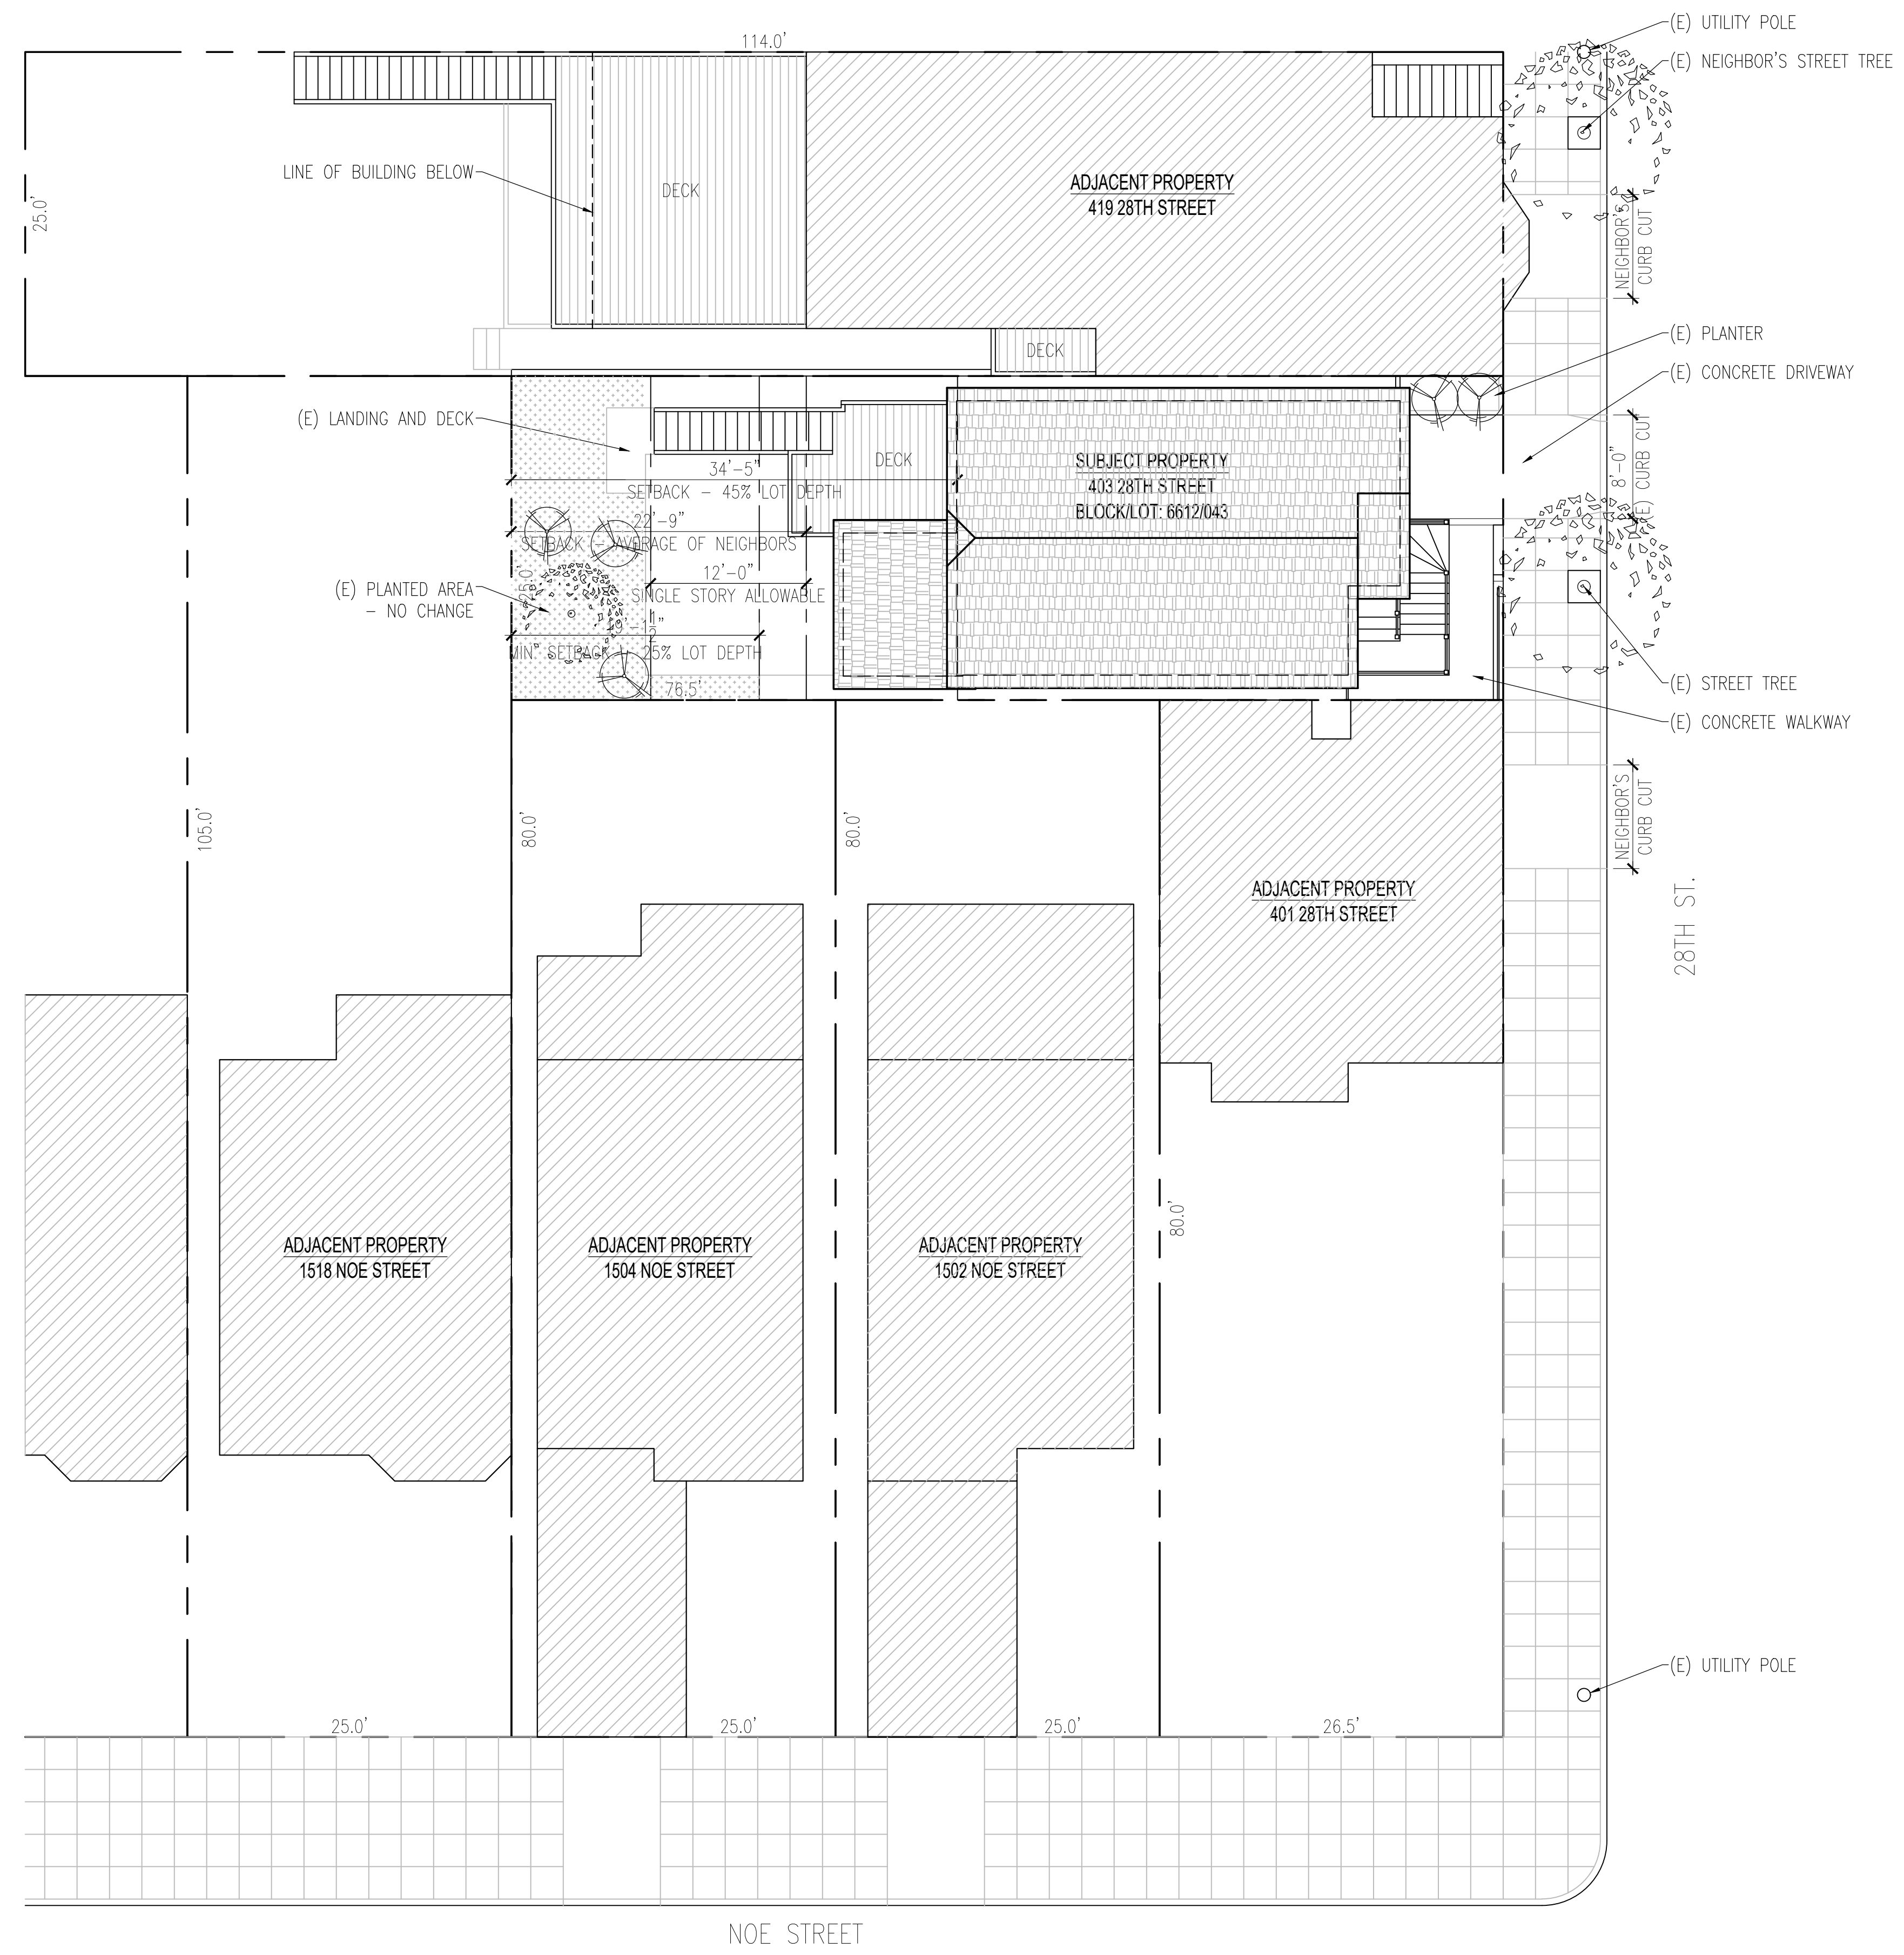 (E) UTILITY POLE
114.0'
(E) NEIGHBOR'S STREET TREE
LINE OF BUILDING BELOW
DECK
ADJACENT PROPERTY
419 28TH STREET
25.0'
NEIGHBOR'S
CURB CUT
(E) PLANTER
DECK
(E) CONCRETE DRIVEWAY
(E) LANDING AND DECK
34'-5"
SETBACK - 45% LOT DEPTH
DECK
SUBJECT PROPERTY
403 28TH STREET
BLOCK/LOT: 6612/043
8'-0"
(E) CURB CUT
22'-9"
SETBACK - AVERAGE OF NEIGHBORS
12'-0"
SINGLE STORY ALLOWABLE
25.0'
(E) PLANTED AREA
- NO CHANGE
19'-1 1/2"
MIN. SETBACK - 25% LOT DEPTH
76.5'
(E) STREET TREE
(E) CONCRETE WALKWAY
105.0'
80.0'
80.0'
NEIGHBOR'S
CURB CUT
ADJACENT PROPERTY
401 28TH STREET
28TH ST.
80.0'
ADJACENT PROPERTY
1518 NOE STREET
ADJACENT PROPERTY
1504 NOE STREET
ADJACENT PROPERTY
1502 NOE STREET
(E) UTILITY POLE
25.0'
25.0'
25.0'
26.5'
NOE STREET